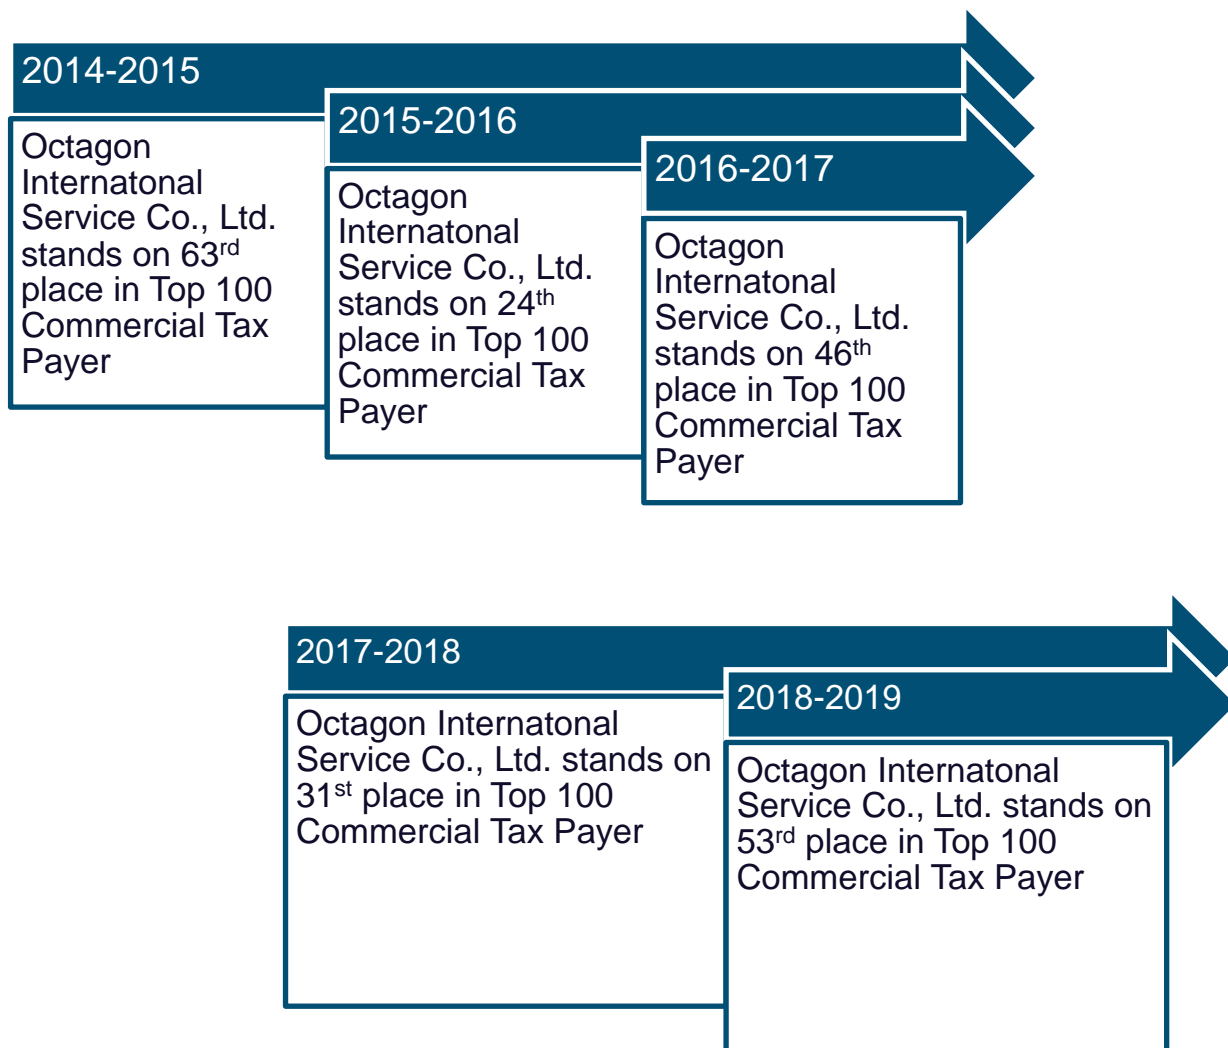 2014-2015
Octagon
Internatonal
Service Co., Ltd.
stands on 63rd
place in Top 100
Commercial Tax
Payer
2015-2016
Octagon
Internatonal
Service Co., Ltd.
stands on 24th
place in Top 100
Commercial Tax
Payer
2016-2017
Octagon
Internatonal
Service Co., Ltd.
stands on 46th
place in Top 100
Commercial Tax
Payer
2017-2018
Octagon Internatonal
Service Co., Ltd. stands on
31st place in Top 100
Commercial Tax Payer
2018-2019
Octagon Internatonal
Service Co., Ltd. stands on
53rd place in Top 100
Commercial Tax Payer